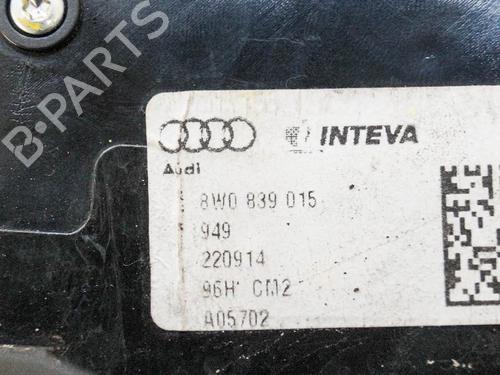 B-PARTS
Audi
INTEVA
8W0 839 015
949
220914
96H' CM2
A05702